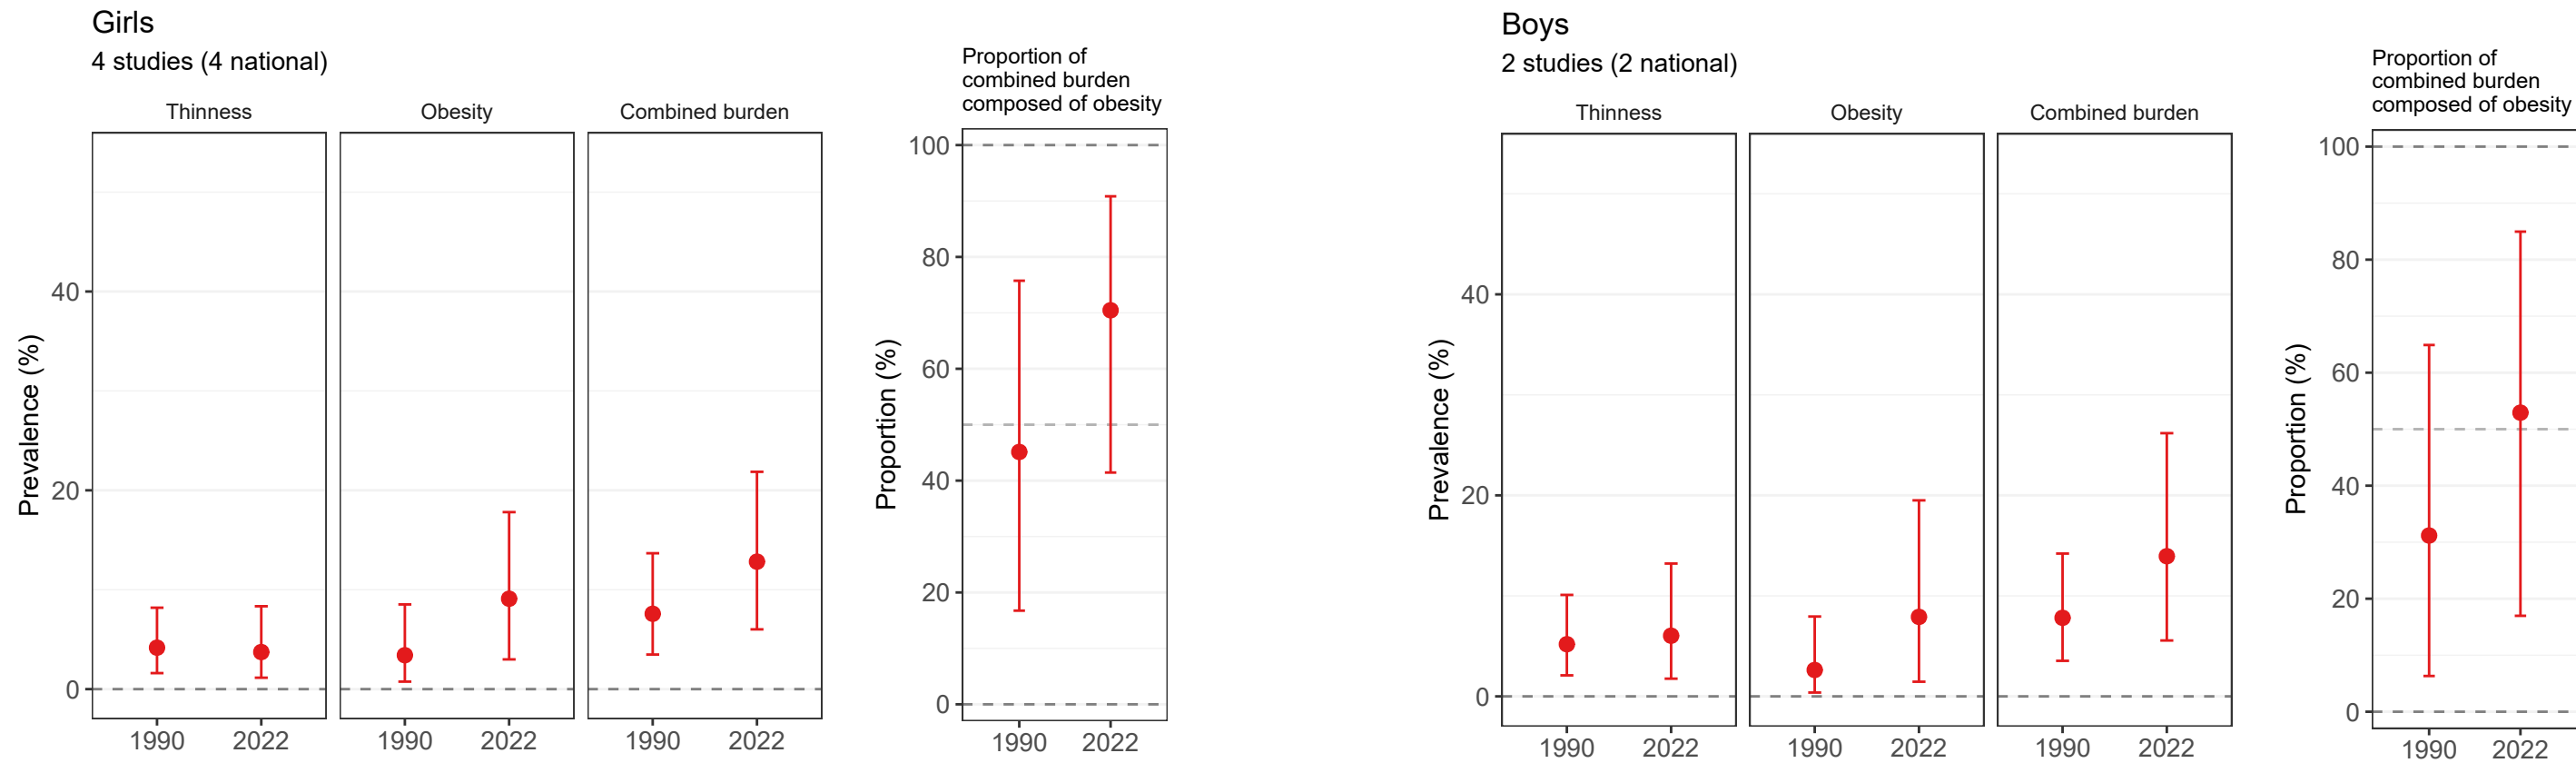 Girls
4 studies (4 national)
Thinness
Obesity
Combined burden
Prevalence (%)
40
20
0
1990
2022
1990
2022
1990
2022
Proportion of
combined burden
composed of obesity
Proportion (%)
100
80
60
40
20
0
1990
2022
Boys
2 studies (2 national)
Thinness
Obesity
Combined burden
Prevalence (%)
40
20
0
1990
2022
1990
2022
1990
2022
Proportion of
combined burden
composed of obesity
Proportion (%)
100
80
60
40
20
0
1990
2022